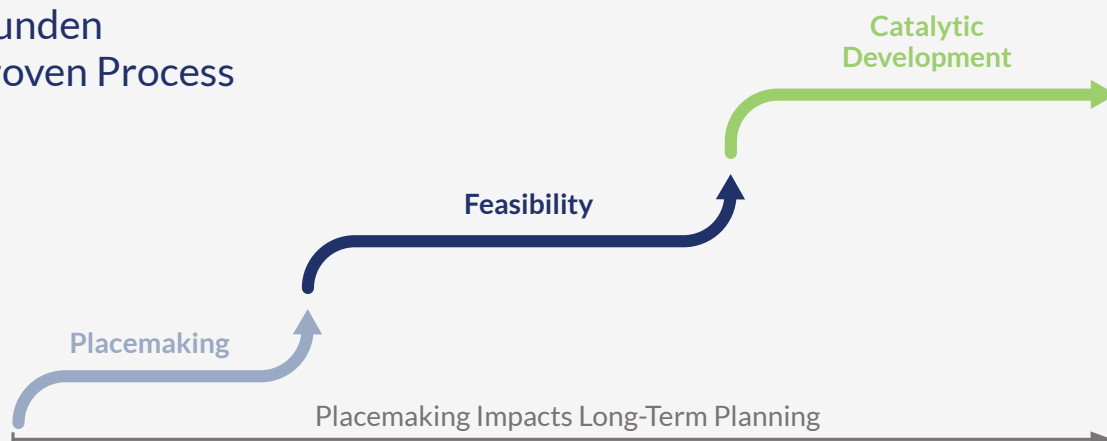 unden
oven Process
Catalytic
Development
Feasibility
Placemaking
Placemaking Impacts Long-Term Planning